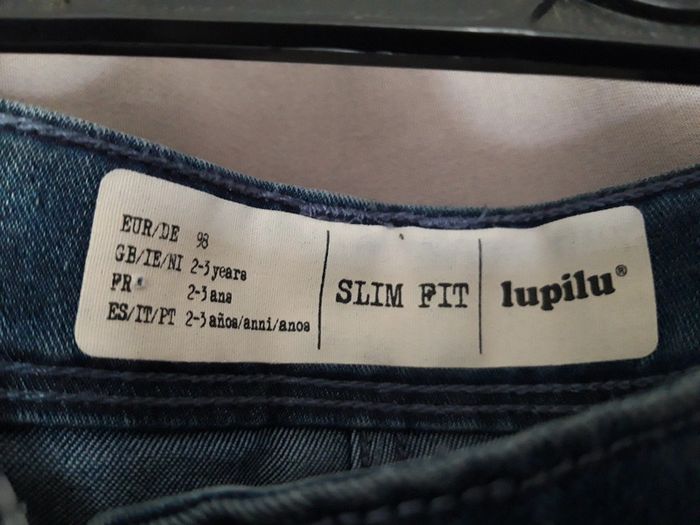 EUR/DE 98
GB/IE/NI 2-3 years
FR 2-3 ans
ES/IT/PT 2-3 años/anni/anos
SLIM FIT
lupilu®